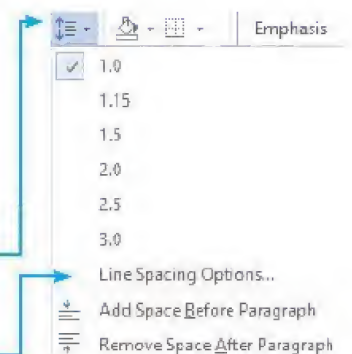 Emphasis
1.0
1.15
1.5
2.0
2.5
3.0
Line Spacing Options...
Add Space Before Paragraph
Remove Space After Paragraph